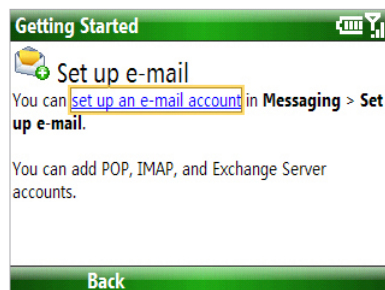 Getting Started
Set up e-mail
You can set up an e-mail account in Messaging > Set
up e-mail.
You can add POP, IMAP, and Exchange Server
accounts.
Back